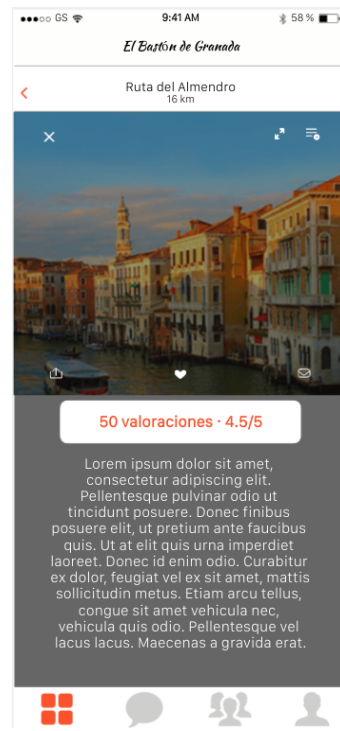 GS 9:41 AM 58 %
El Bastón de Granada
Ruta del Almendro
16 km
50 valoraciones · 4.5/5
Lorem ipsum dolor sit amet,
consectetur adipiscing elit.
Pellentesque pulvinar odio ut
tincidunt posuere. Donec finibus
posuere elit, ut pretium ante faucibus
quis. Ut at elit quis urna imperdiet
laoreet. Donec id enim odio. Curabitur
ex dolor, feugiat vel ex sit amet, mattis
sollicitudin metus. Etiam arcu tellus,
congue sit amet vehicula nec,
vehicula quis odio. Pellentesque vel
lacus lacus. Maecenas a gravida erat.